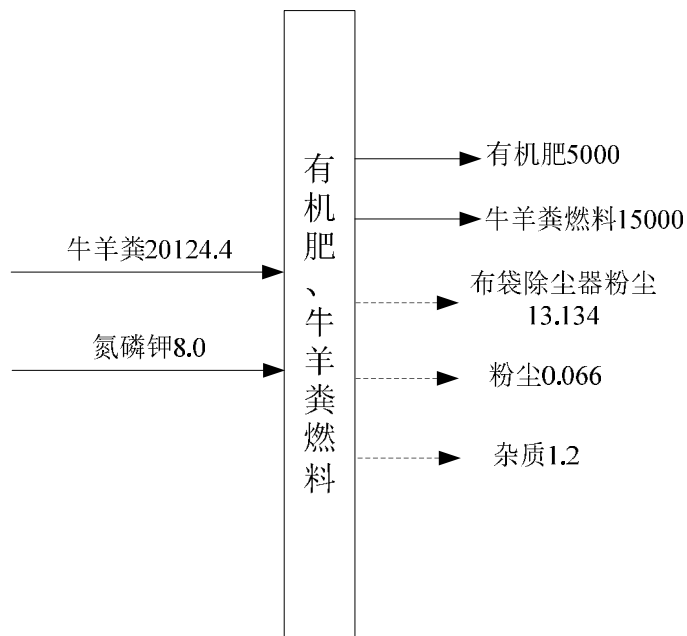 牛羊粪20124.4
氮磷钾8.0
有机肥、牛羊粪燃料
有机肥5000
牛羊粪燃料15000
布袋除尘器粉尘
13.134
粉尘0.066
杂质1.2